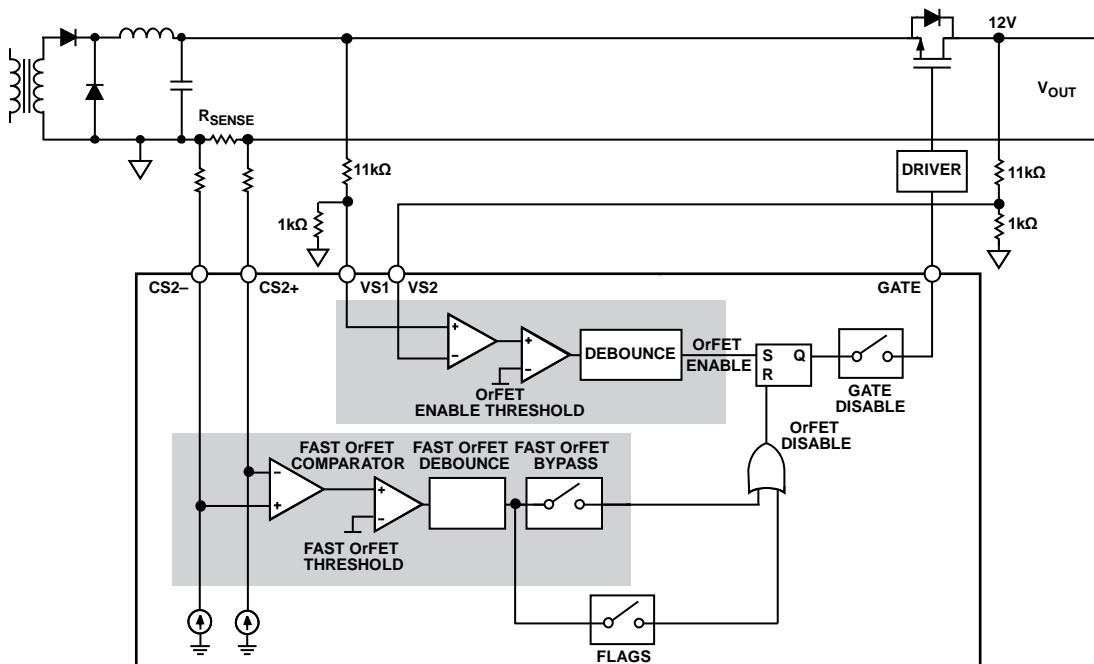 12V
VOUT
RSENSE
11kΩ
DRIVER
11kΩ
1kΩ
1kΩ
CS2–
CS2+
VS1
VS2
GATE
DEBOUNCE
OrFET
ENABLE
S
Q
R
OrFET
ENABLE THRESHOLD
GATE
DISABLE
OrFET
DISABLE
FAST OrFET
COMPARATOR
FAST OrFET
DEBOUNCE
FAST OrFET
BYPASS
FAST OrFET
THRESHOLD
FLAGS